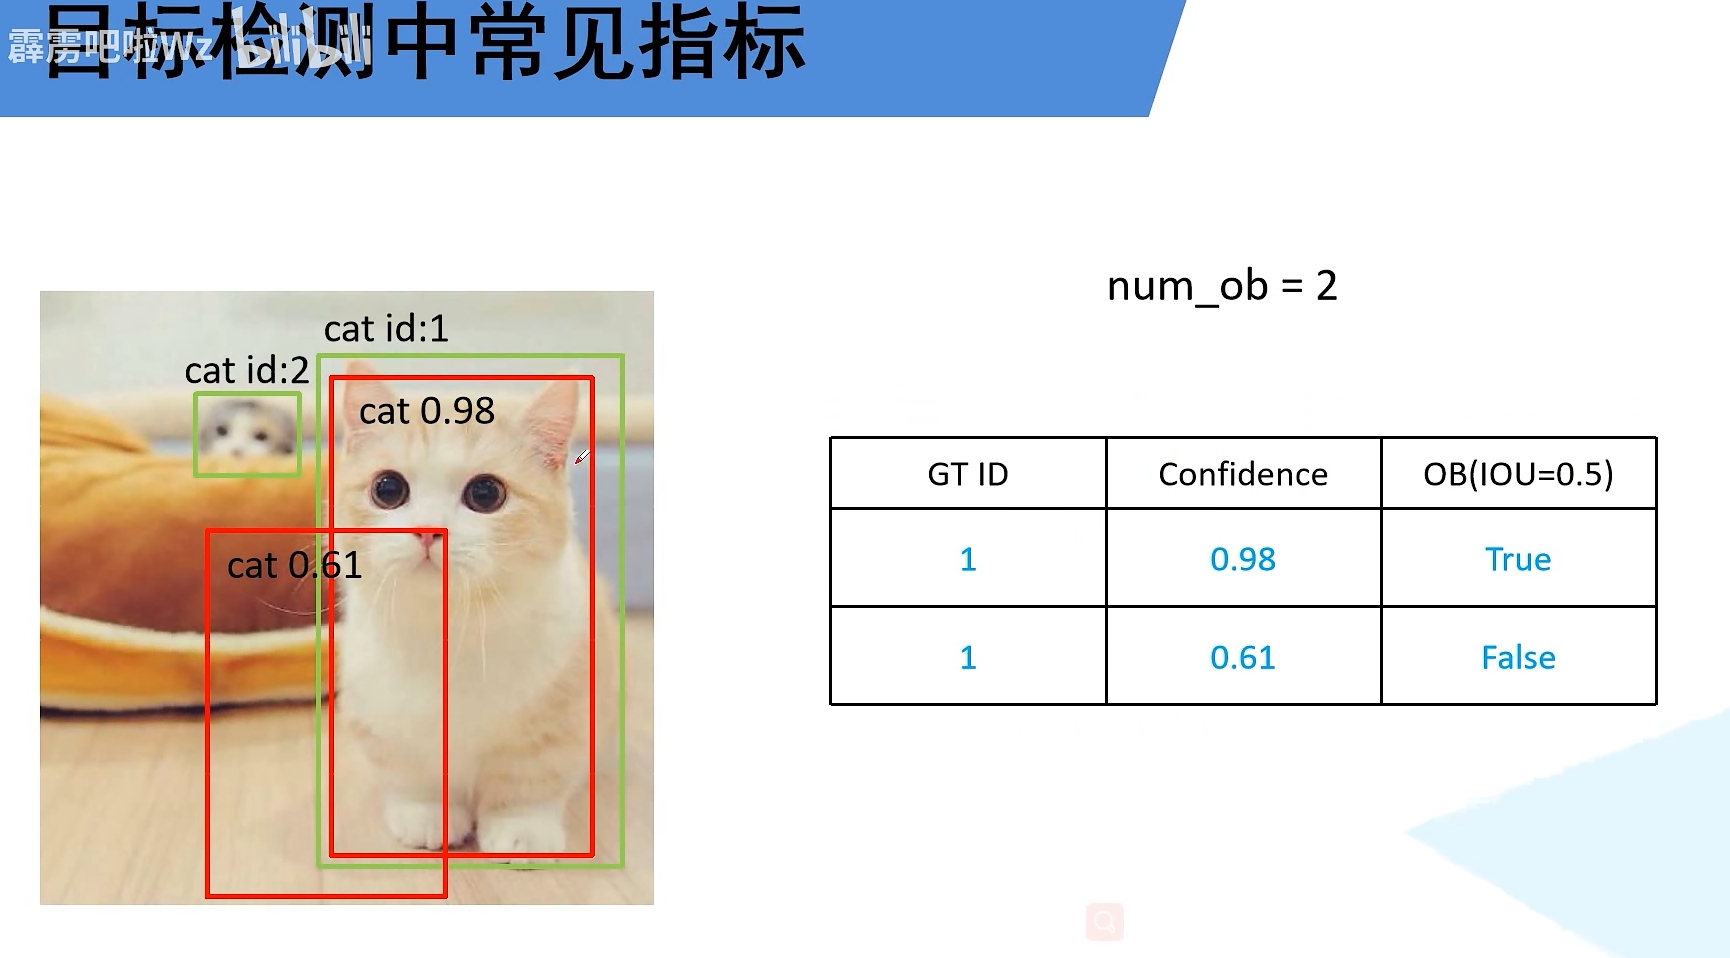 目标检测中常见指标
霹雳吧啦Wz
bilibili
num_ob = 2
cat id:1
cat id:2
cat 0.98
cat 0.61
GT ID Confidence OB(IOU=0.5)
1 0.98 True
1 0.61 False